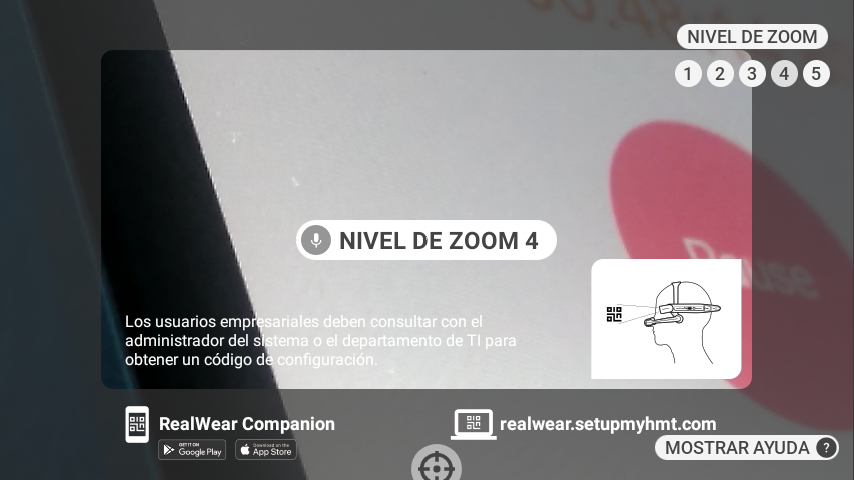 NIVEL DE ZOOM
1 2 3 4 5
NIVEL DE ZOOM 4
Pause
Los usuarios empresariales deben consultar con el
administrador del sistema o el departamento de TI para
obtener un código de configuración.
RealWear Companion
GET IT ON
Google Play
Download on the
App Store
realwear.setupmyhmt.com
MOSTRAR AYUDA ?